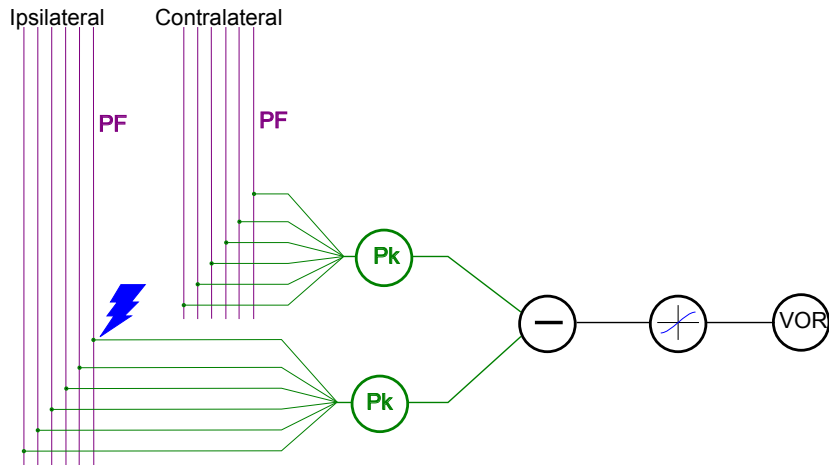 Ipsilateral
Contralateral
PF
PF
Pk
VOR
Pk